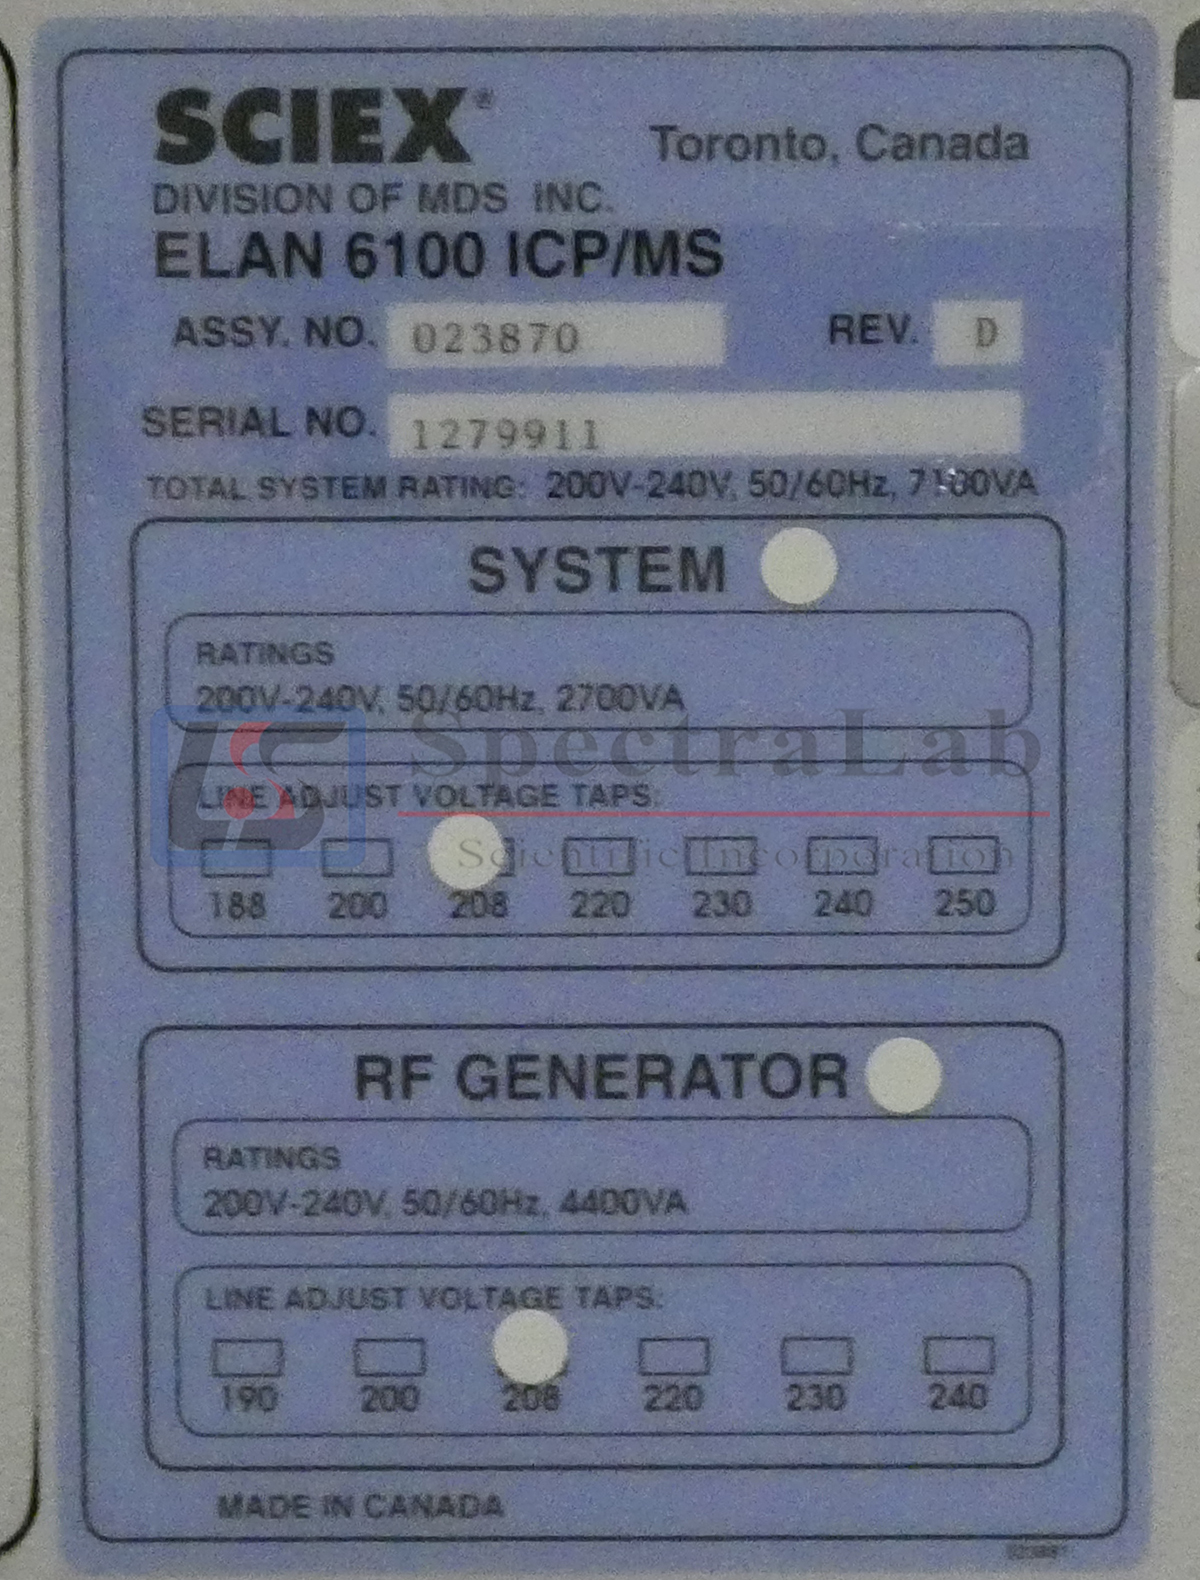 SCIEX®
Toronto, Canada
DIVISION OF MDS INC.
ELAN 6100 ICP/MS
ASSY. NO. 023870 REV. D
SERIAL NO. 1279911
TOTAL SYSTEM RATING: 200V-240V, 50/60Hz, 7100VA
SYSTEM
RATINGS
200V-240V, 50/60Hz, 2700VA
SpectraLab
LINE ADJUST VOLTAGE TAPS:
Scientific Incorporation
188 200 208 220 230 240 250
RF GENERATOR
RATINGS
200V-240V, 50/60Hz, 4400VA
LINE ADJUST VOLTAGE TAPS:
190 200 208 220 230 240
MADE IN CANADA